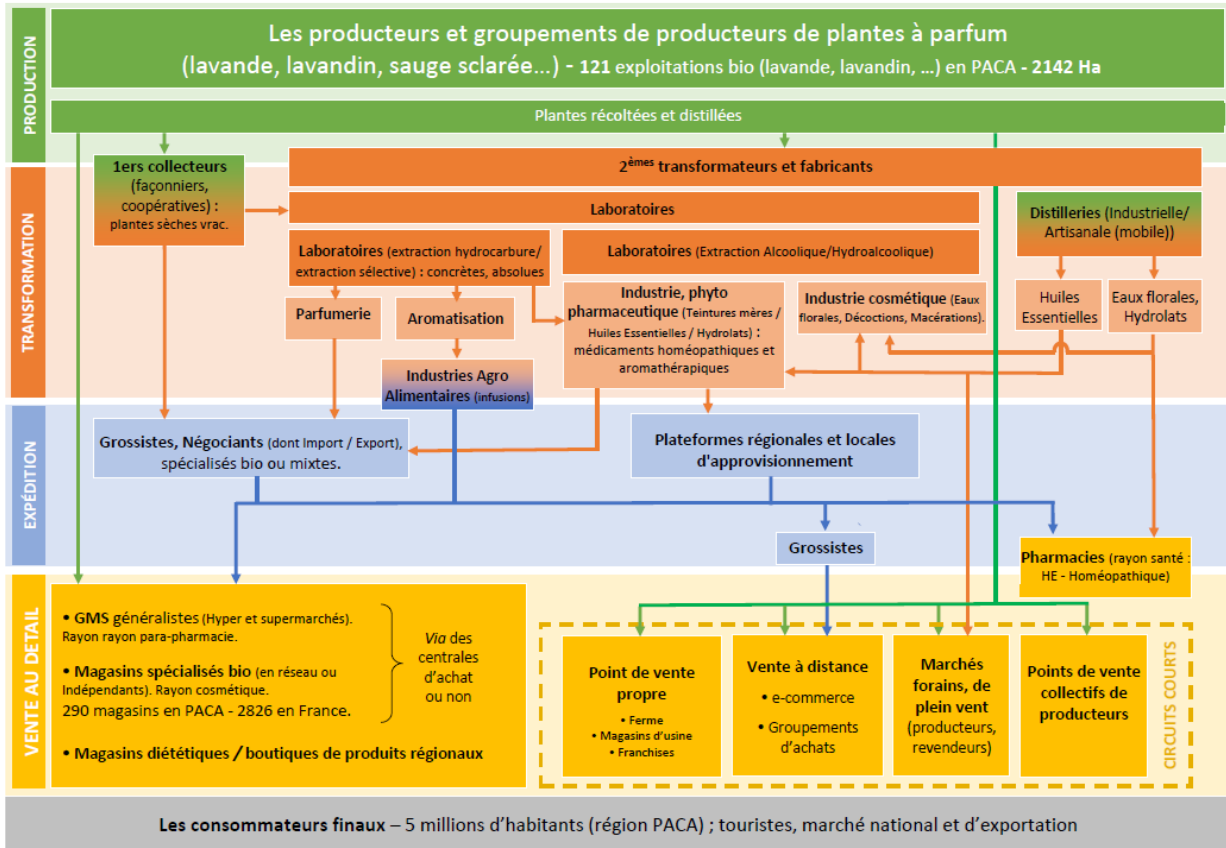 PRODUCTION
Les producteurs et groupements de producteurs de plantes à parfum
(lavande, lavandin, sauge sclarée...) - 121 exploitations bio (lavande, lavandin, ...) en PACA - 2142 Ha
Plantes récoltées et distillées
TRANSFORMATION
1ers collecteurs
(façonniers,
coopératives) :
plantes sèches vrac.
2èmes transformateurs et fabricants
Laboratoires
Laboratoires (extraction hydrocarbure/
extraction sélective) : concrètes, absolues
Laboratoires (Extraction Alcoolique/Hydroalcoolique)
Distilleries (Industrielle/
Artisanale (mobile))
Parfumerie
Aromatisation
Industrie, phyto
pharmaceutique (Teintures mères /
Huiles Essentielles / Hydrolats) :
médicaments homéopathiques et
aromathérapiques
Industrie cosmétique (Eaux
florales, Décoctions, Macérations).
Huiles
Essentielles
Eaux florales,
Hydrolats
Industries Agro
Alimentaires (infusions)
EXPÉDITION
Grossistes, Négociants (dont Import / Export),
spécialisés bio ou mixtes.
Plateformes régionales et locales
d'approvisionnement
Grossistes
Pharmacies (rayon santé :
HE - Homéopathique)
VENTE AU DETAIL
• GMS généralistes (Hyper et supermarchés).
Rayon rayon para-pharmacie.
• Magasins spécialisés bio (en réseau ou
Indépendants). Rayon cosmétique.
290 magasins en PACA - 2826 en France.
• Magasins diététiques / boutiques de produits régionaux
Via des
centrales
d'achat
ou non
Point de vente
propre
• Ferme
• Magasins d'usine
• Franchises
Vente à distance
• e-commerce
• Groupements
d'achats
Marchés
forains, de
plein vent
(producteurs,
revendeurs)
Points de vente
collectifs de
producteurs
CIRCUITS COURTS
Les consommateurs finaux – 5 millions d'habitants (région PACA) ; touristes, marché national et d'exportation